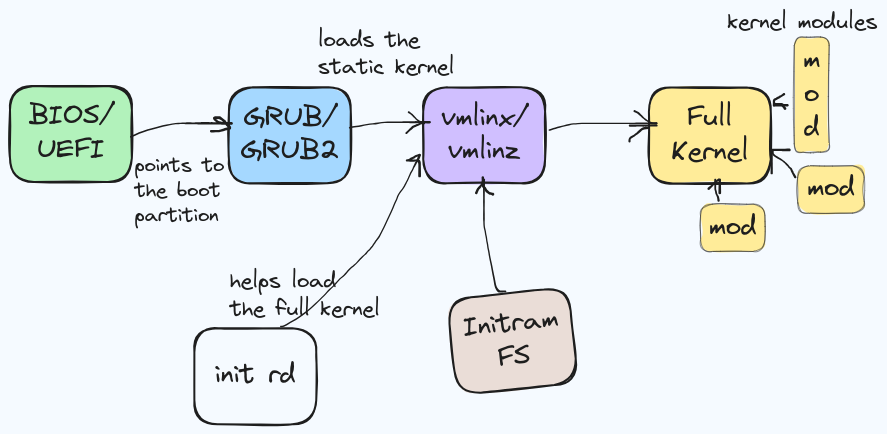 kernel modules
loads the
static kernel
BIOS/
UEFI
GRUB/
GRUB2
vmlinx/
vmlinz
Full
Kernel
m
o
d
points to
the boot
partition
mod
mod
helps load
the full kernel
init rd
Initram
FS